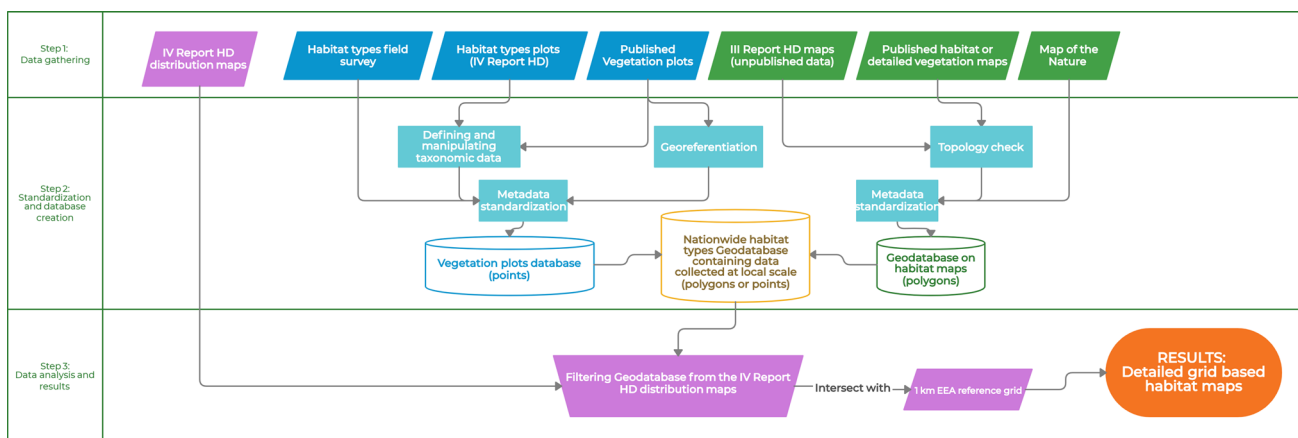 Step 1:
Data gathering
IV Report HD
distribution maps
Habitat types field
survey
Habitat types plots
(IV Report HD)
Published
Vegetation plots
III Report HD maps
(unpublished data)
Published habitat or
detailed vegetation maps
Map of the
Nature
Step 2:
Standardization
and database
creation
Defining and
manipulating
taxonomic data
Georeferentiation
Topology check
Metadata
standardization
Metadata
standardization
Vegetation plots database
(points)
Nationwide habitat
types Geodatabase
containing data
collected at local scale
(polygons or points)
Geodatabase on
habitat maps
(polygons)
Step 3:
Data analysis and
results
Filtering Geodatabase from the IV Report
HD distribution maps
Intersect with
1 km EEA reference grid
RESULTS:
Detailed grid based
habitat maps